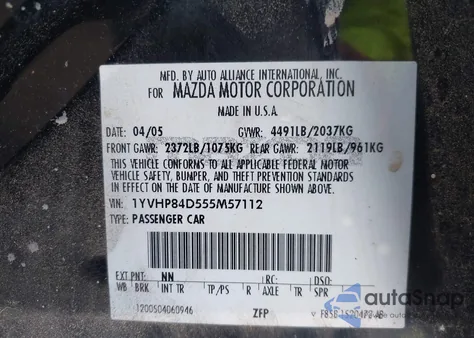 MFD. BY AUTO ALLIANCE INTERNATIONAL, INC.
FOR MAZDA MOTOR CORPORATION
MADE IN U.S.A.
DATE: 04/05 GVWR: 4491LB/2037KG
FRONT GAWR: 2372LB/1075KG REAR GAWR: 2119LB/961KG
THIS VEHICLE CONFORMS TO ALL APPLICABLE FEDERAL MOTOR
VEHICLE SAFETY, BUMPER, AND THEFT PREVENTION STANDARDS
IN EFFECT ON THE DATE OF MANUFACTURE SHOWN ABOVE.
VIN: 1YVHP84D555M57112
TYPE: PASSENGER CAR
EXT PNT: NN RC: DSO:
WB BRK INT TR TP/PS R AXLE TR SPR
1200504060946 ZFP
autoSnap